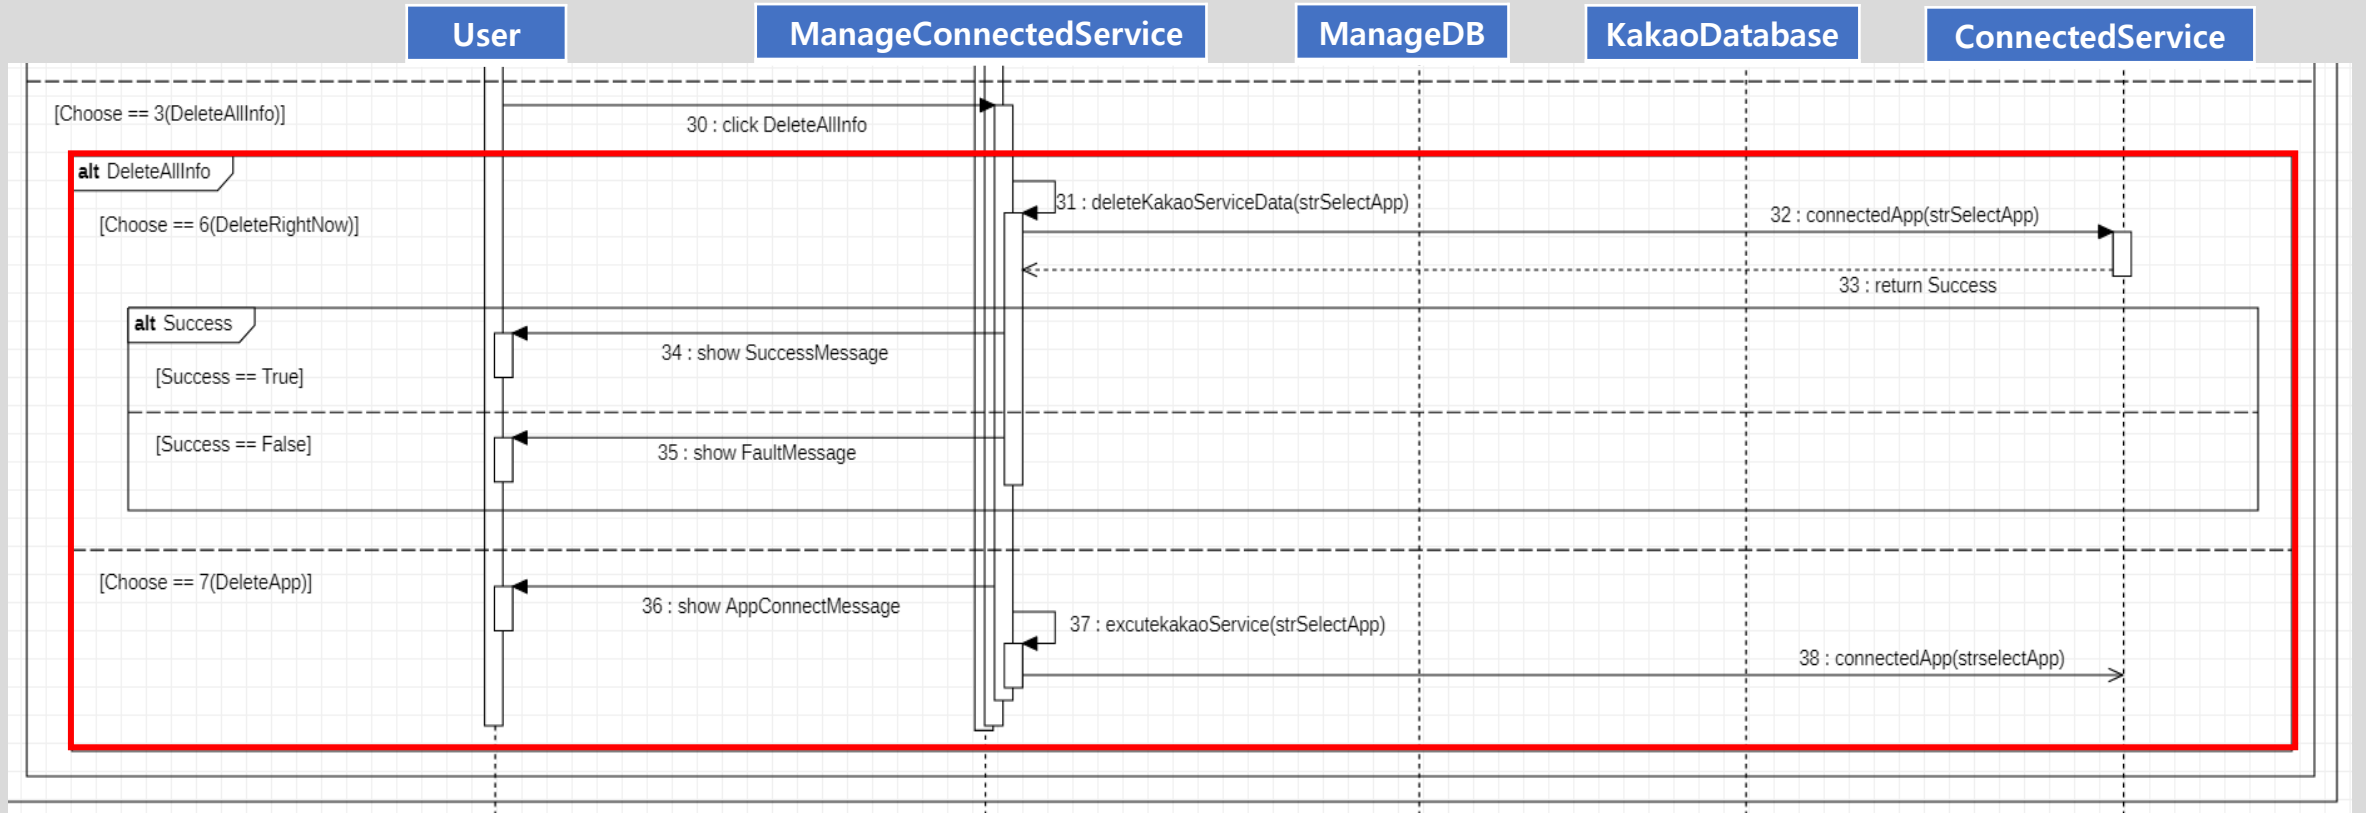 User
ManageConnectedService
ManageDB
KakaoDatabase
ConnectedService
[Choose == 3(DeleteAllInfo)]
30 : click DeleteAllInfo
alt DeleteAllInfo
[Choose == 6(DeleteRightNow)]
31 : deleteKakaoServiceData(strSelectApp)
32 : connectedApp(strSelectApp)
33 : return Success
alt Success
34 : show SuccessMessage
[Success == True]
[Success == False]
35 : show FaultMessage
[Choose == 7(DeleteApp)]
36 : show AppConnectMessage
37 : excutekakaoService(strSelectApp)
38 : connectedApp(strselectApp)